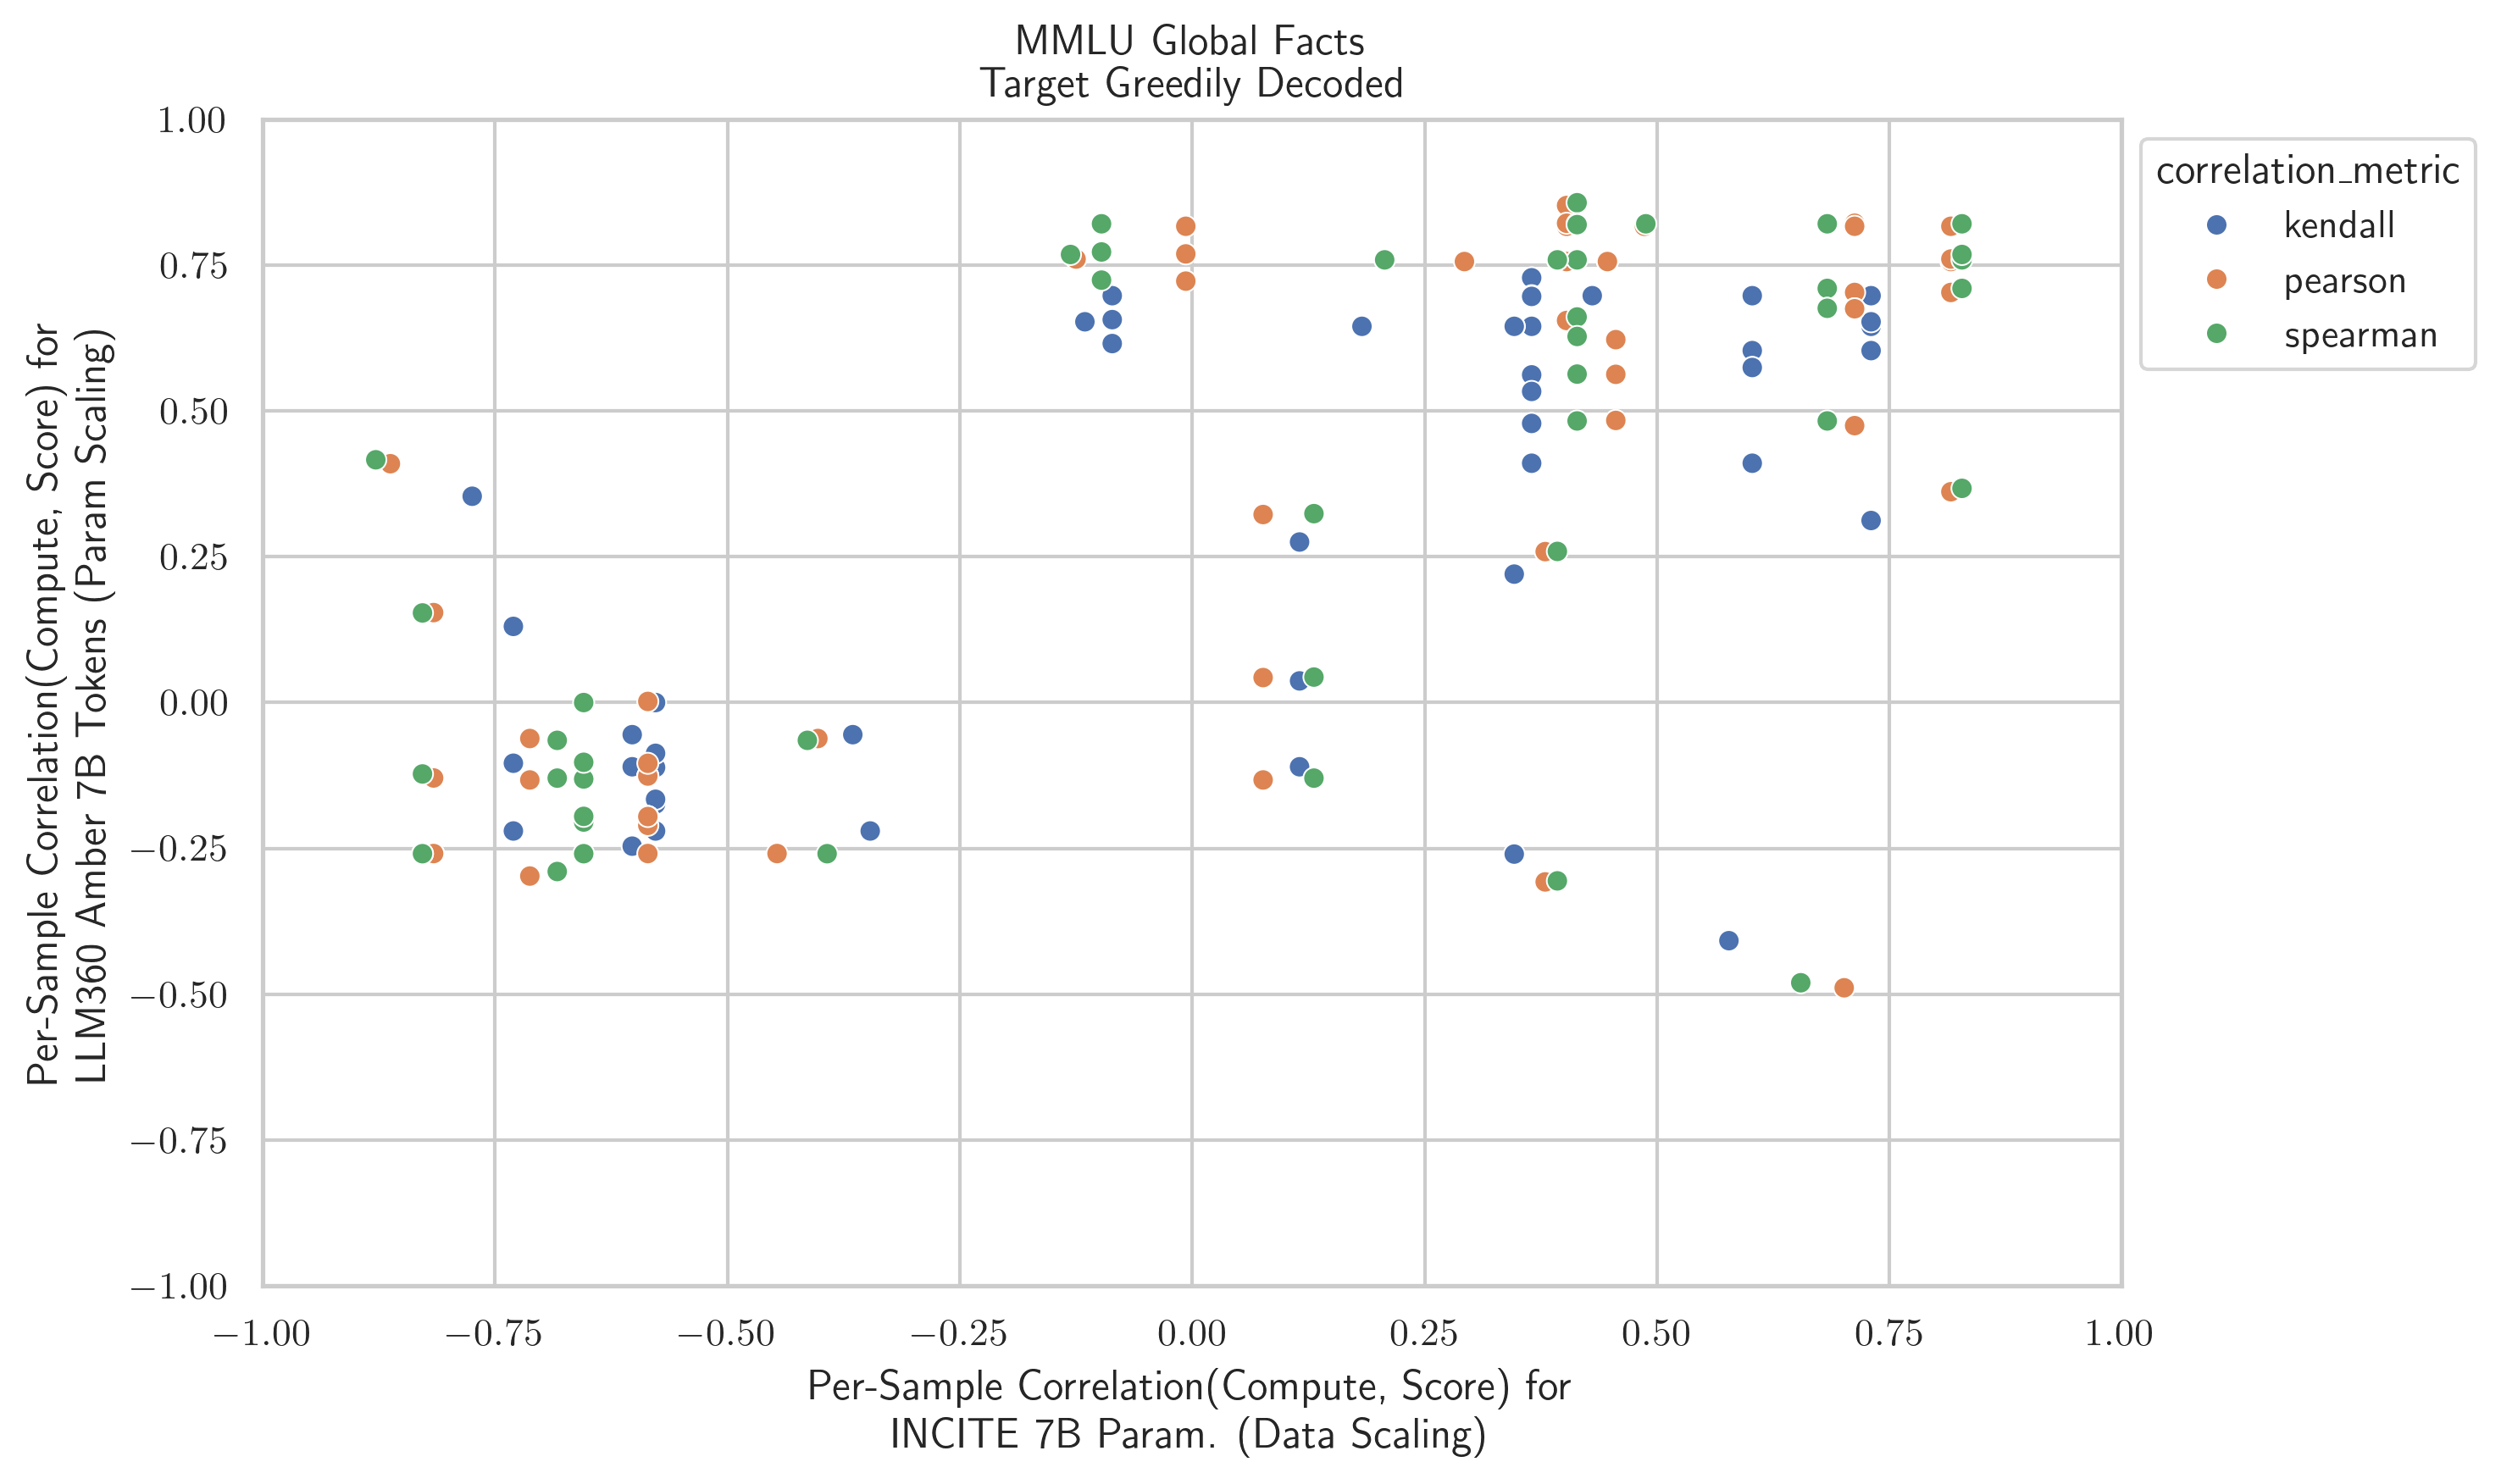 MMLU Global Facts
Target Greedily Decoded
Per-Sample Correlation(Compute, Score) for
LLM360 Amber 7B Tokens (Param Scaling)
1.00
0.75
0.50
0.25
0.00
−0.25
−0.50
−0.75
−1.00
−1.00 −0.75 −0.50 −0.25 0.00 0.25 0.50 0.75 1.00
Per-Sample Correlation(Compute, Score) for
INCITE 7B Param. (Data Scaling)
correlation_metric
kendall
pearson
spearman